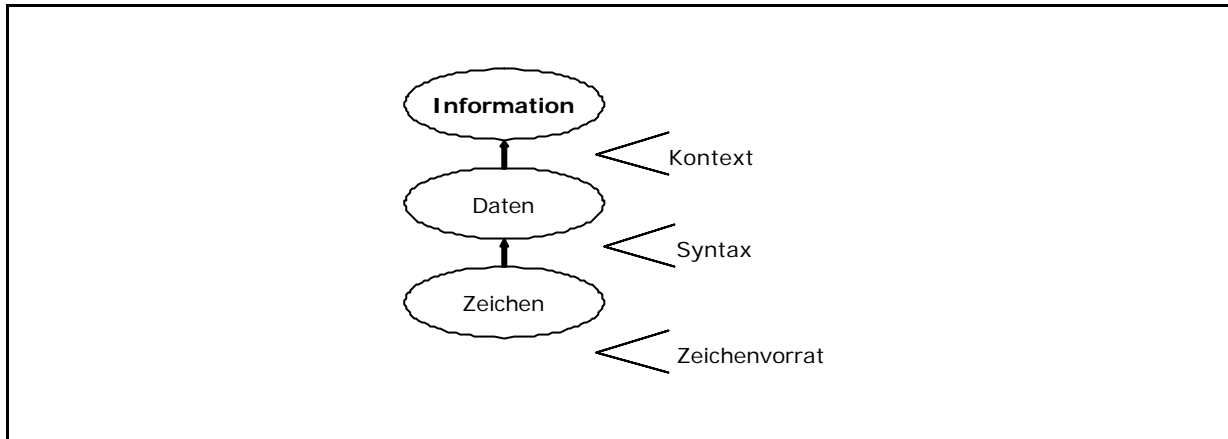 Information
Kontext
Daten
Syntax
Zeichen
Zeichenvorrat